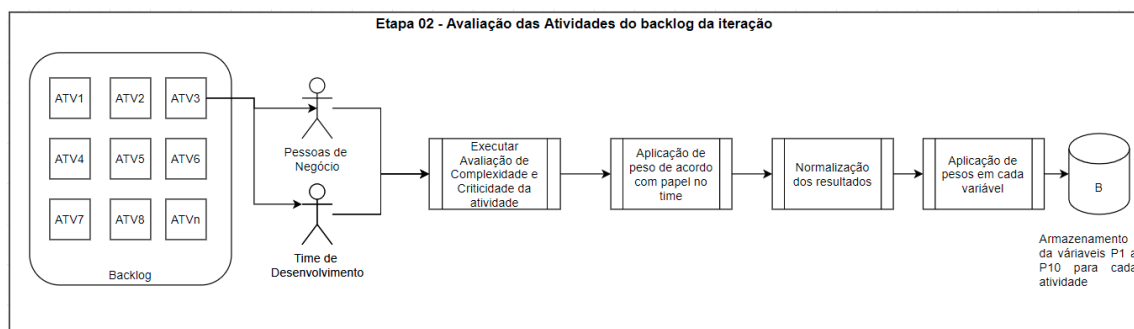 Etapa 02 - Avaliação das Atividades do backlog da iteração
ATV1
ATV2
ATV3
ATV4
ATV5
ATV6
ATV7
ATV8
ATVn
Backlog
Pessoas de
Negócio
Time de
Desenvolvimento
Executar
Avaliação de
Complexidade e
Criticidade da
atividade
Aplicação de
peso de acordo
com papel no
time
Normalização
dos resultados
Aplicação de
pesos em cada
variável
B
Armazenamento
da váriaveis P1 a
P10 para cada
atividade